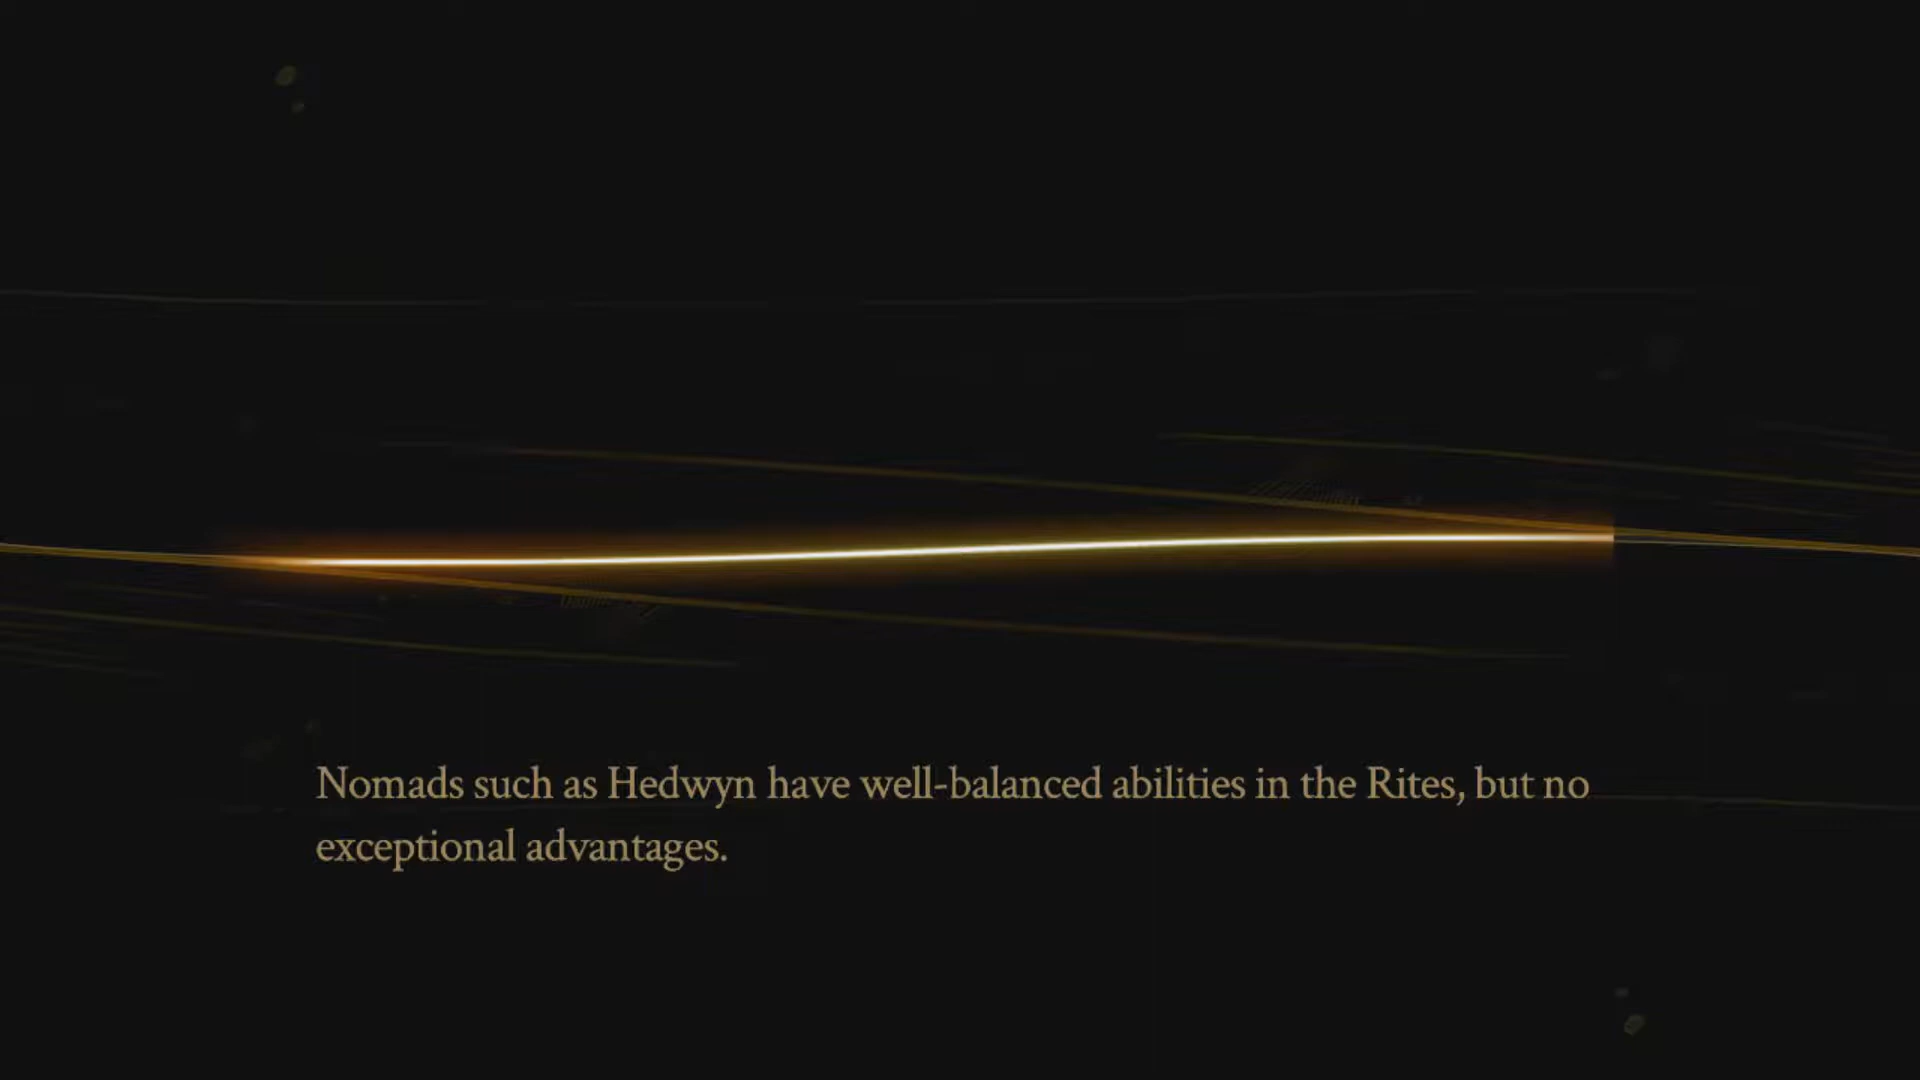 Nomads such as Hedwyn have well-balanced abilities in the Rites, but no
exceptional advantages.